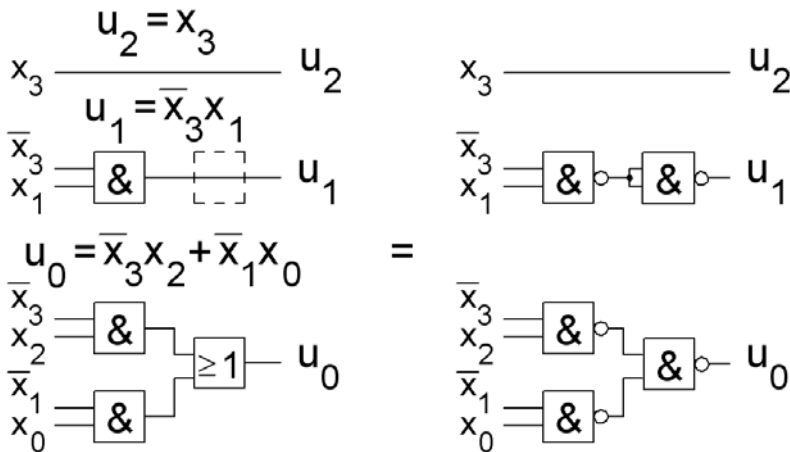 u₂ = x₃
x₃ u₂ x₃ u₂
u₁ = x̅₃x₁
x̅₃ x̅₃
& u₁ & & u₁
x₁ x₁
u₀ = x̅₃x₂ + x̅₁x₀ =
x̅₃ x̅₃
& &
x₂ x₂
≥1 u₀ & u₀
x̅₁ x̅₁
& &
x₀ x₀